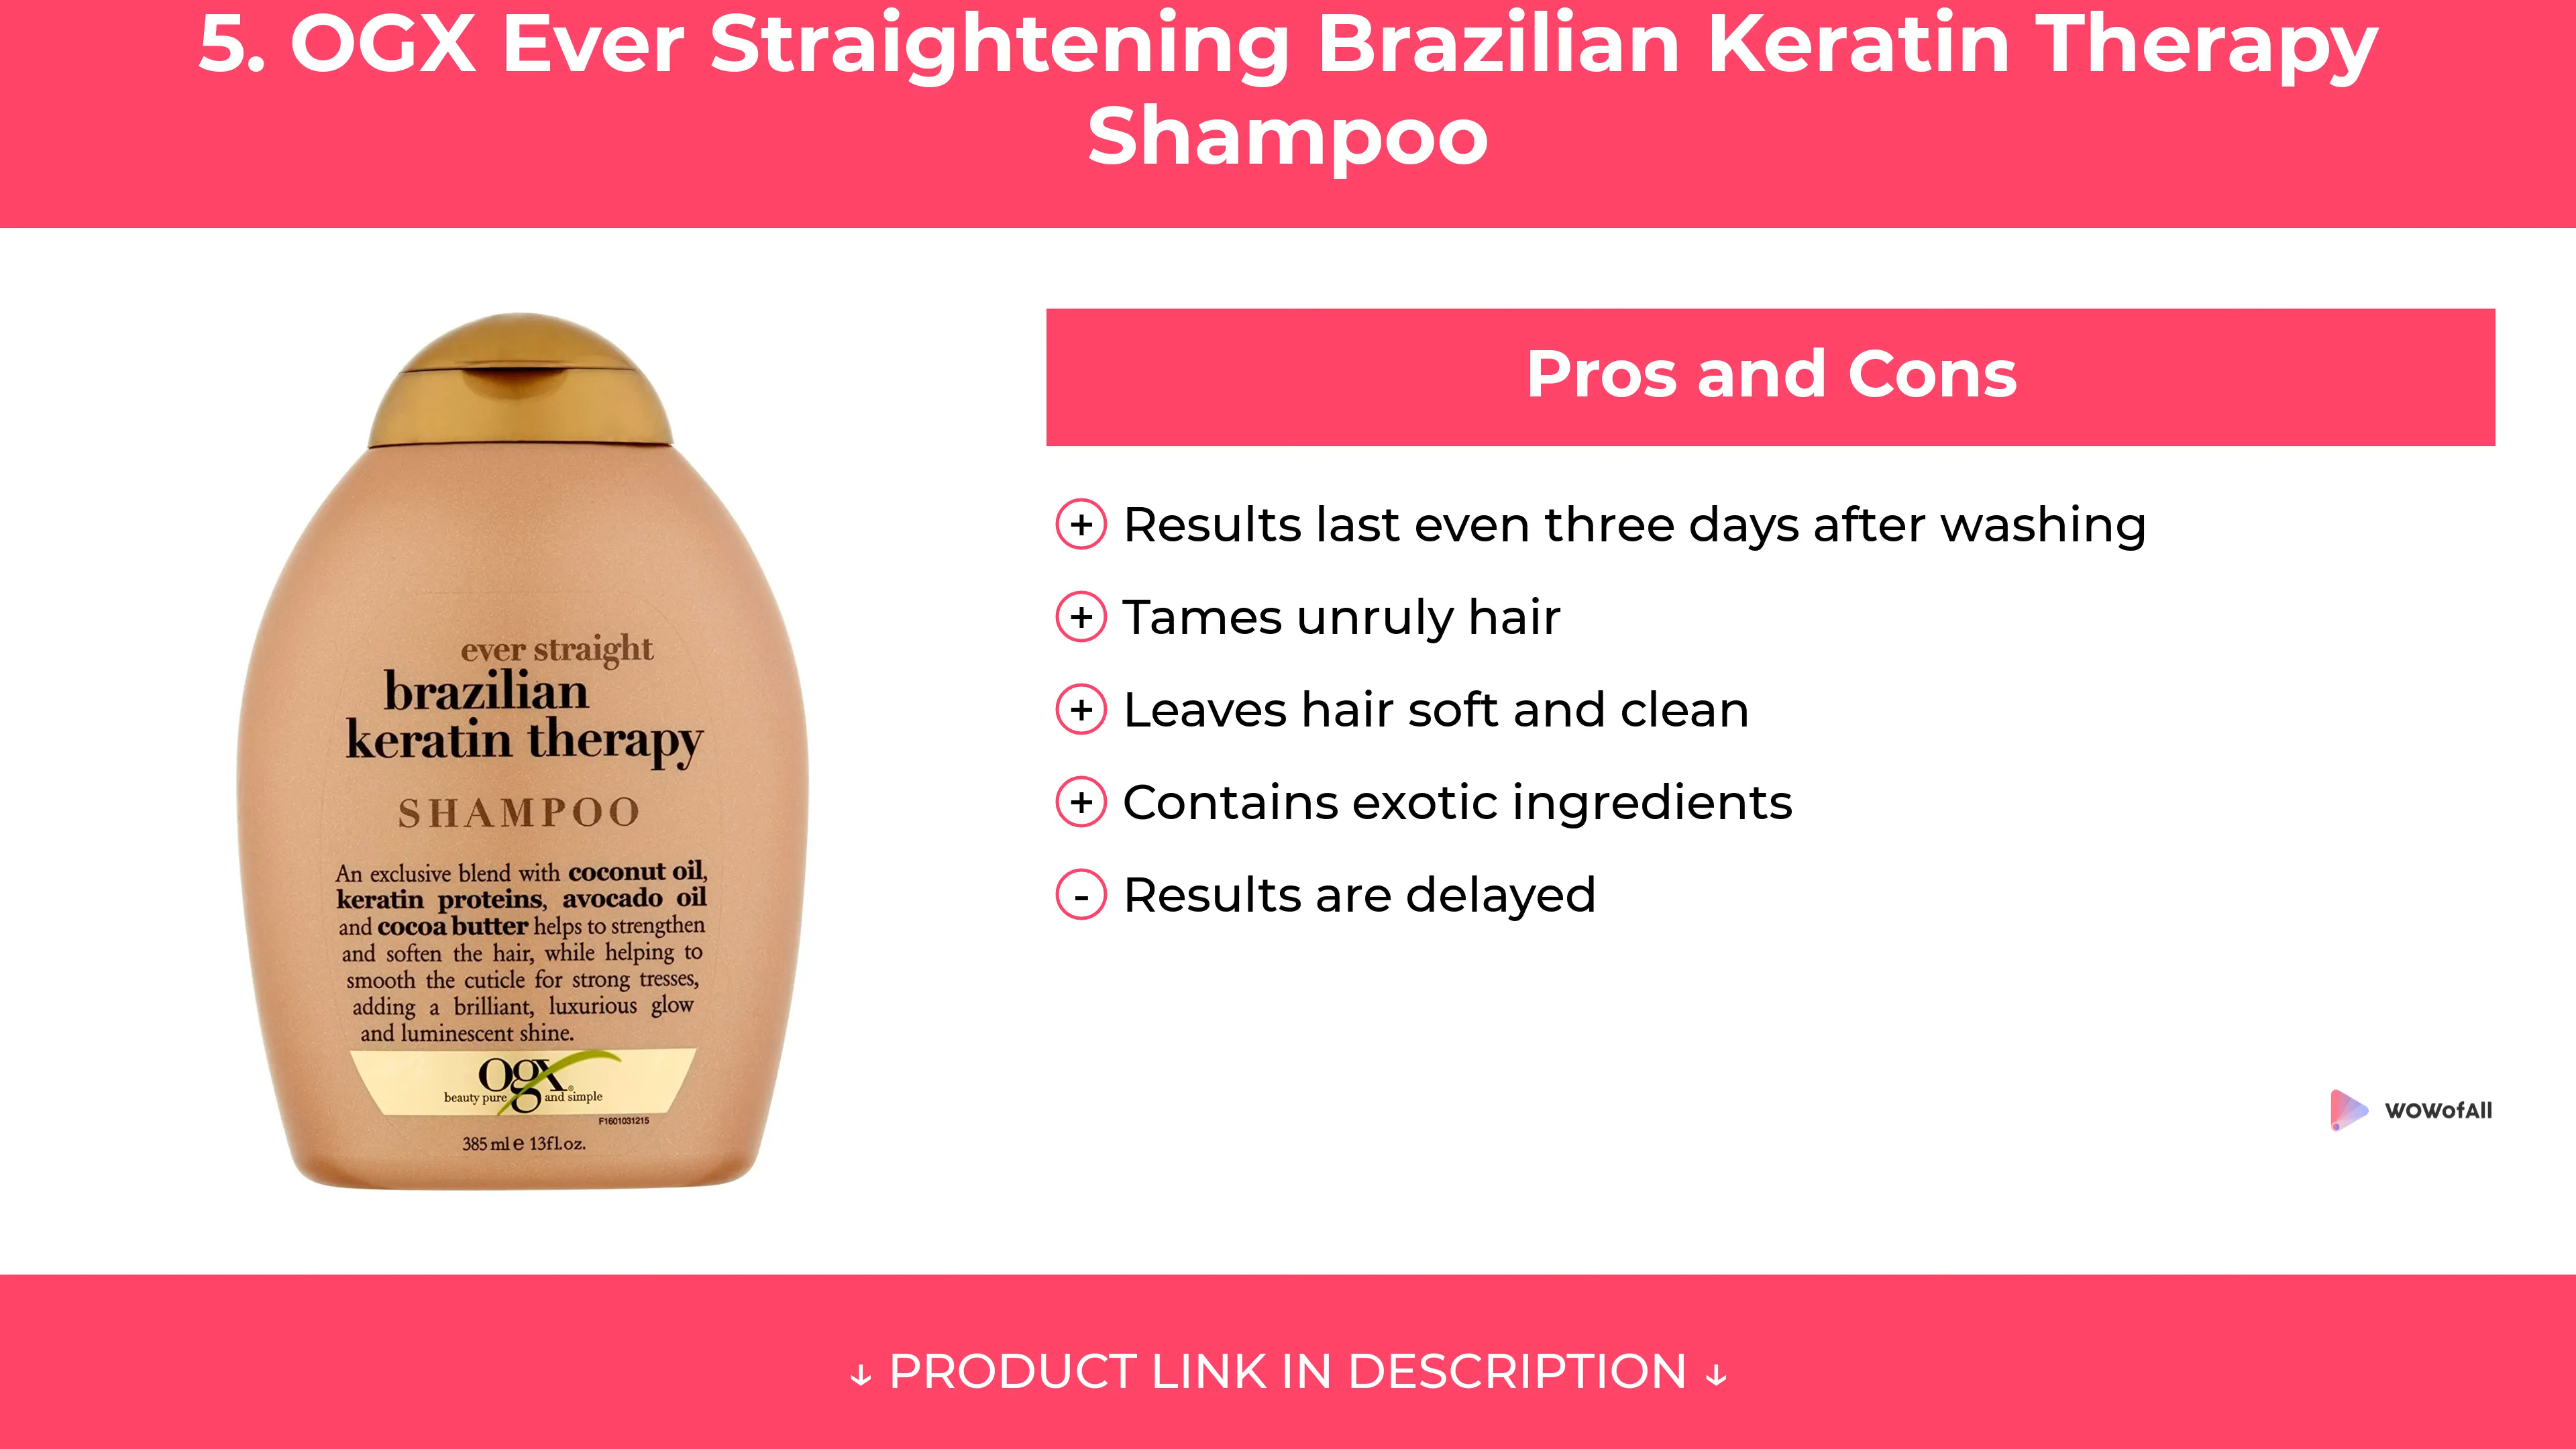 5. OGX Ever Straightening Brazilian Keratin Therapy
Shampoo
ever straight
brazilian
keratin therapy
SHAMPOO
An exclusive blend with coconut oil,
keratin proteins, avocado oil
and cocoa butter helps to strengthen
and soften the hair, while helping to
smooth the cuticle for strong tresses,
adding a brilliant, luxurious glow
and luminescent shine.
Ogx®
beauty pure and simple
F1601031215
385 ml e 13fl.oz.
Pros and Cons
+ Results last even three days after washing
+ Tames unruly hair
+ Leaves hair soft and clean
+ Contains exotic ingredients
- Results are delayed
WOWofAll
↓ PRODUCT LINK IN DESCRIPTION ↓